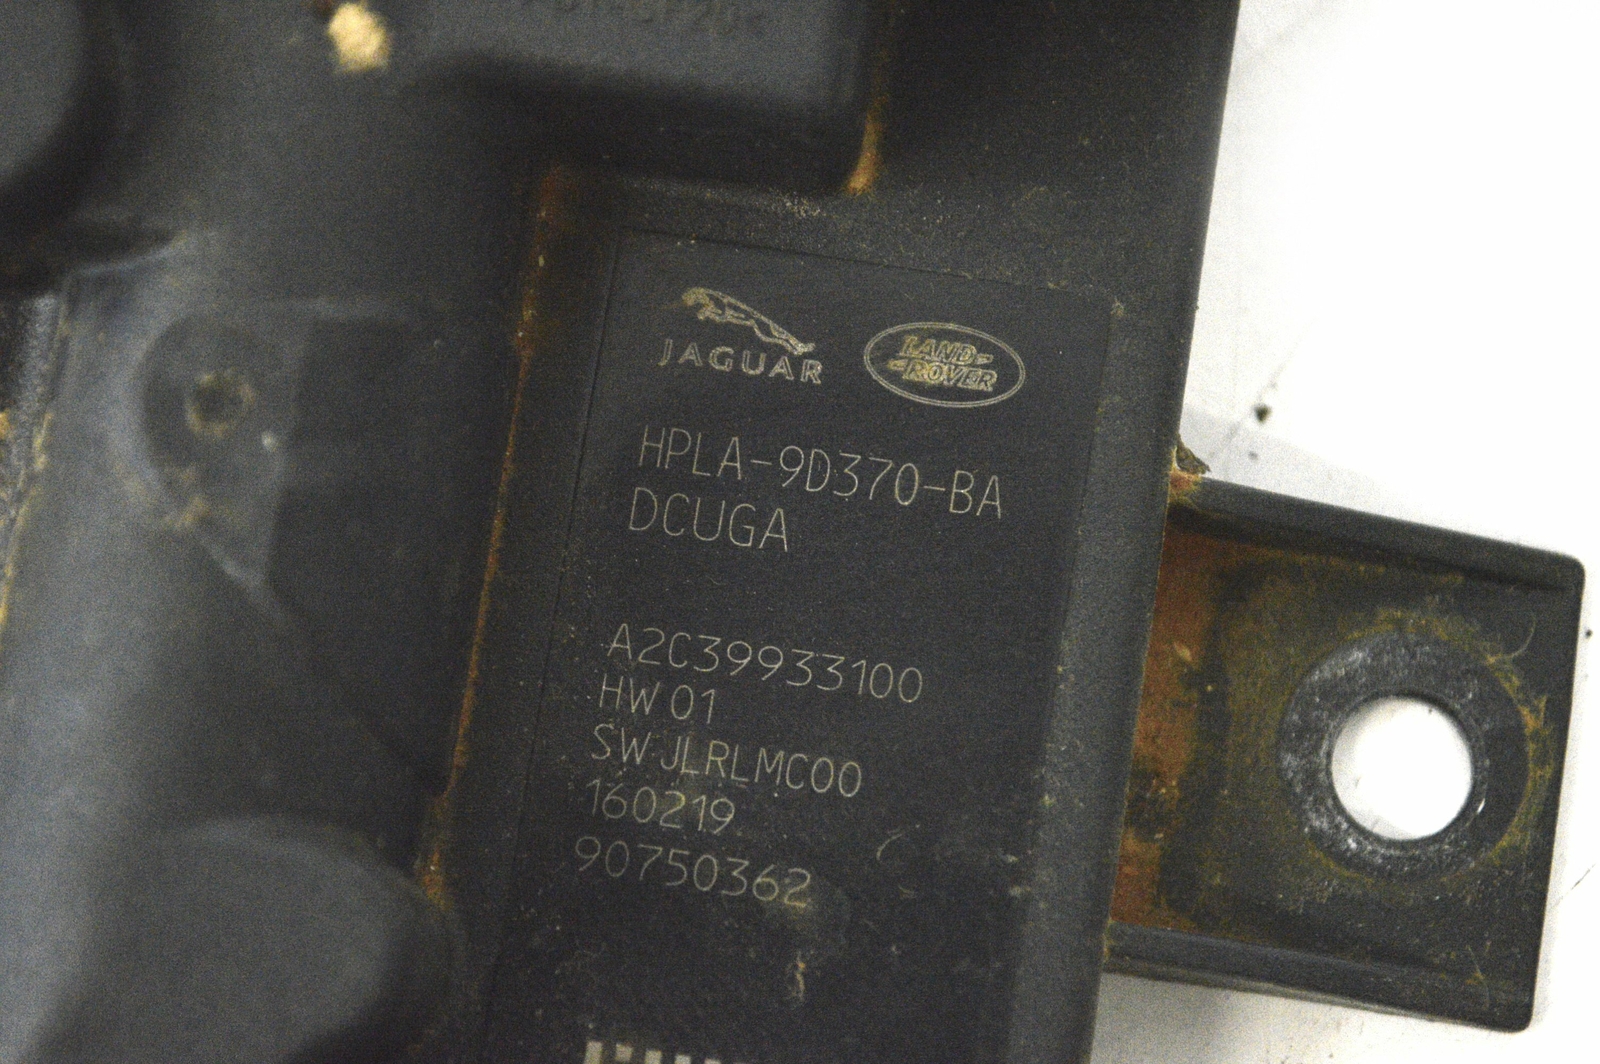 JAGUAR
LAND-
ROVER
HPLA-9D370-BA
DCUGA
A2C39933100
HW 01
SW JLRLMC00
160219
90750362